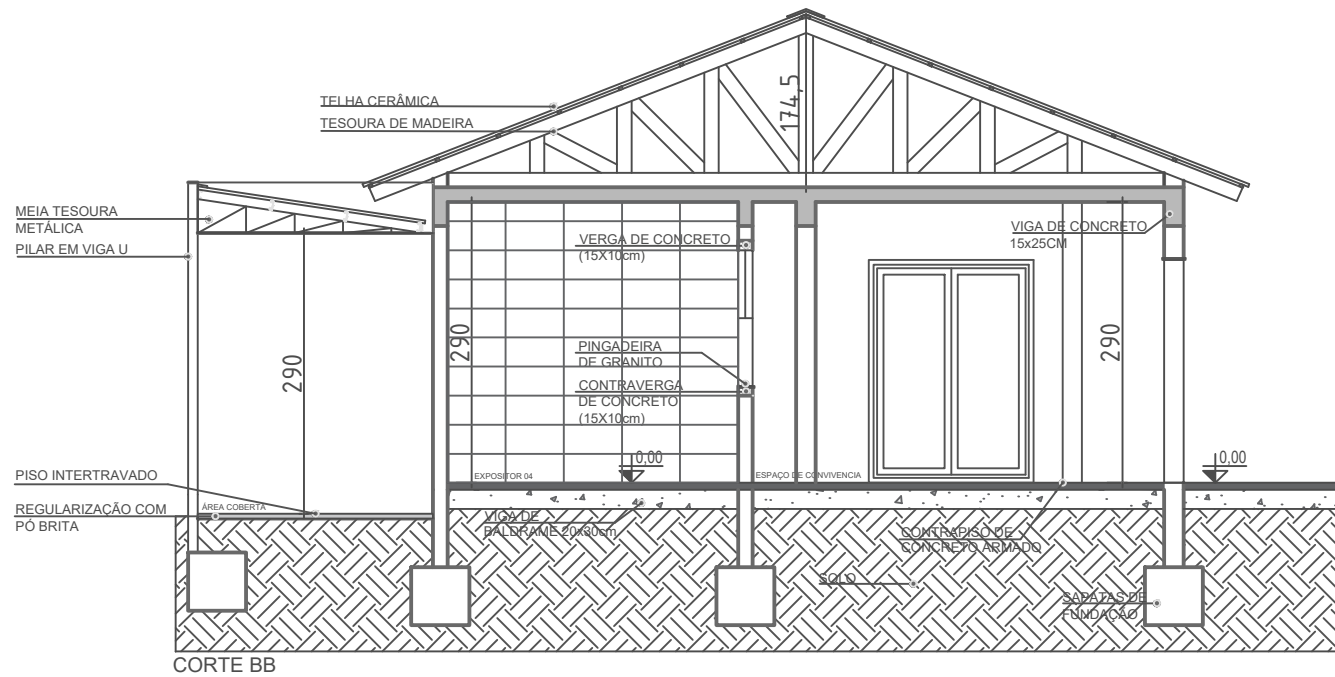 174,5
TELHA CERÂMICA
TESOURA DE MADEIRA
MEIA TESOURA
METÁLICA
PILAR EM VIGA U
VERGA DE CONCRETO
(15X10cm)
VIGA DE CONCRETO
15x25CM
290
290
290
PINGADEIRA
DE GRANITO
CONTRAVERGA
DE CONCRETO
(15X10cm)
0,00
0,00
PISO INTERTRAVADO
EXPOSITOR 04
ESPAÇO DE CONVIVENCIA
REGULARIZAÇÃO COM
PÓ BRITA
ÁREA COBERTA
VIGA DE
BALDRAME 20x30cm
CONTRAPISO DE
CONCRETO ARMADO
SOLO
SAPATAS DE
FUNDAÇÃO
CORTE BB